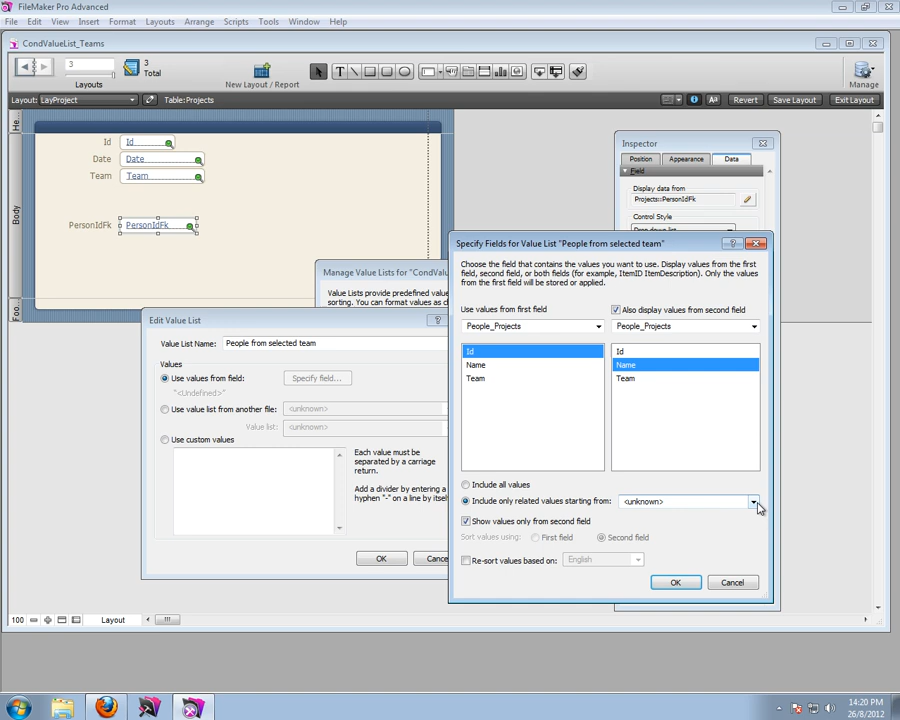 FileMaker Pro Advanced
File Edit View Insert Format Layouts Arrange Scripts Tools Window Help
CondValueList_Teams
3
3
Total
Layouts
New Layout / Report
Manage
Layout: LayProject
Table: Projects
Aa
Revert
Save Layout
Exit Layout
He...
Id Id
Date Date
Team Team
PersonIdFk PersonIdFk
Body
Foo...
Inspector
Position Appearance Data
Field
Display data from
Projects::PersonIdFk
Control Style
Drop-down list
Manage Value Lists for "CondValu
Value Lists provide predefined value
sorting. You can format values as ch
Edit Value List
?
Value List Name: People from selected team
Values
Use values from field: Specify field...
"<Undefined>"
Use value list from another file: <unknown>
Value list: <unknown>
Use custom values
Each value must be
separated by a carriage
return.
Add a divider by entering a
hyphen "-" on a line by itself
OK
Cance
Specify Fields for Value List "People from selected team"
?
Choose the field that contains the values you want to use. Display values from the first
field, second field, or both fields (for example, ItemID ItemDescription). Only the values
from the first field will be stored or applied.
Use values from first field
Also display values from second field
People_Projects
People_Projects
Id
Name
Team
Id
Name
Team
Include all values
Include only related values starting from: <unknown>
Show values only from second field
Sort values using: First field Second field
Re-sort values based on: English
OK
Cancel
100
Layout
14:20 PM
26/8/2012